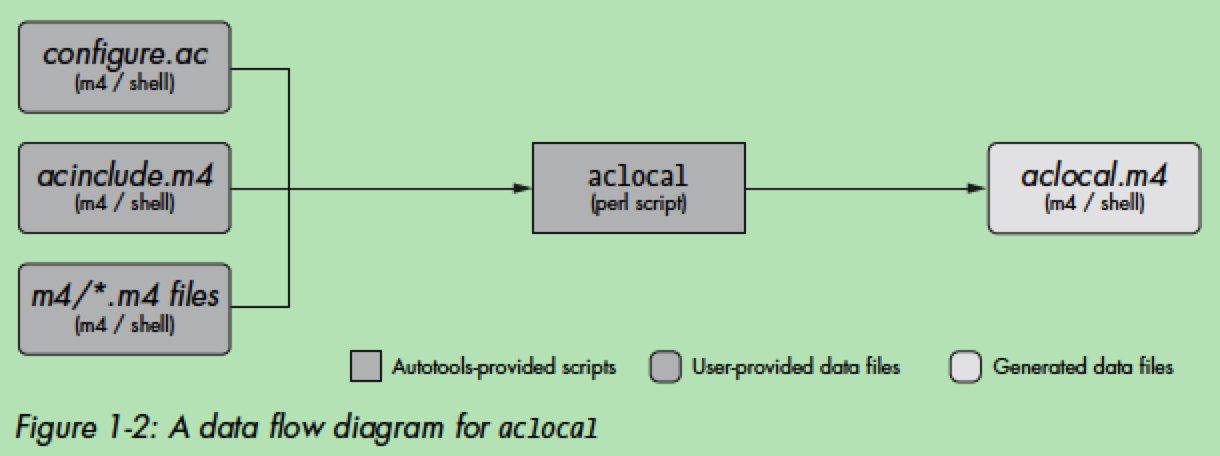 configure.ac
(m4 / shell)
acinclude.m4
(m4 / shell)
m4/*.m4 files
(m4 / shell)
aclocal
(perl script)
aclocal.m4
(m4 / shell)
Autotools-provided scripts
User-provided data files
Generated data files
Figure 1-2: A data flow diagram for aclocal